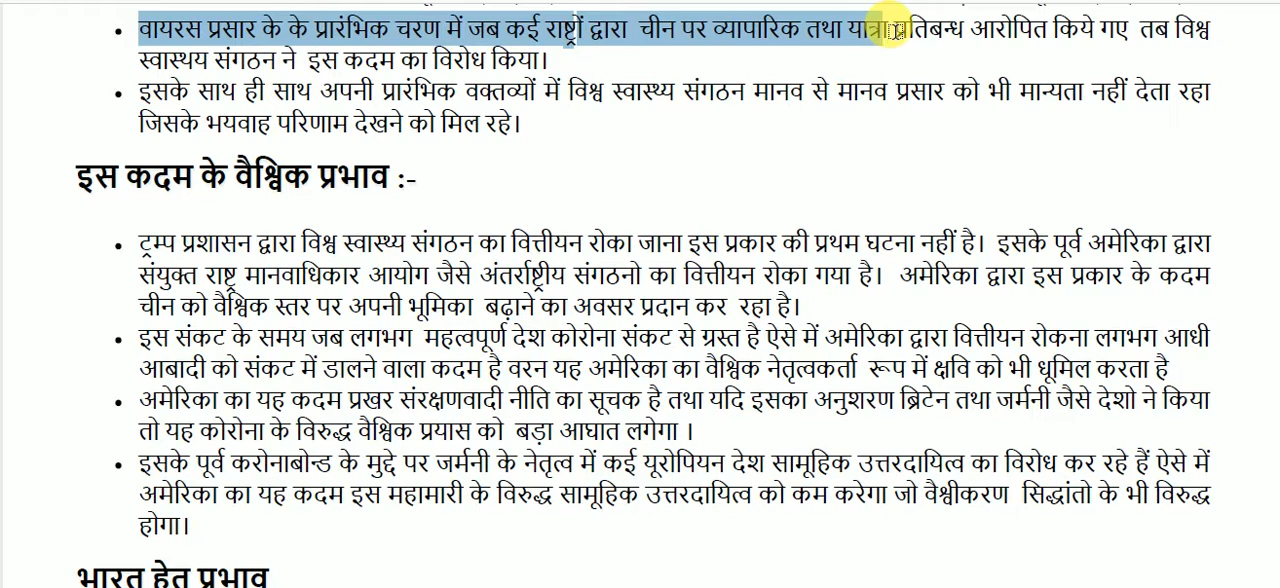 वायरस प्रसार के के प्रारंभिक चरण में जब कई राष्ट्रों द्वारा चीन पर व्यापारिक तथा यात्रा प्रतिबन्ध आरोपित किये गए तब विश्व
स्वास्थय संगठन ने इस कदम का विरोध किया।
इसके साथ ही साथ अपनी प्रारंभिक वक्तव्यों में विश्व स्वास्थ्य संगठन मानव से मानव प्रसार को भी मान्यता नहीं देता रहा
जिसके भयवाह परिणाम देखने को मिल रहे।
इस कदम के वैश्विक प्रभाव :-
ट्रम्प प्रशासन द्वारा विश्व स्वास्थ्य संगठन का वित्तीयन रोका जाना इस प्रकार की प्रथम घटना नहीं है। इसके पूर्व अमेरिका द्वारा
संयुक्त राष्ट्र मानवाधिकार आयोग जैसे अंतर्राष्ट्रीय संगठनो का वित्तीयन रोका गया है। अमेरिका द्वारा इस प्रकार के कदम
चीन को वैश्विक स्तर पर अपनी भूमिका बढ़ाने का अवसर प्रदान कर रहा है।
इस संकट के समय जब लगभग महत्वपूर्ण देश कोरोना संकट से ग्रस्त है ऐसे में अमेरिका द्वारा वित्तीयन रोकना लगभग आधी
आबादी को संकट में डालने वाला कदम है वरन यह अमेरिका का वैश्विक नेतृत्वकर्ता रूप में क्षवि को भी धूमिल करता है
अमेरिका का यह कदम प्रखर संरक्षणवादी नीति का सूचक है तथा यदि इसका अनुशरण ब्रिटेन तथा जर्मनी जैसे देशो ने किया
तो यह कोरोना के विरुद्ध वैश्विक प्रयास को बड़ा आघात लगेगा ।
इसके पूर्व करोनाबोन्ड के मुद्दे पर जर्मनी के नेतृत्व में कई यूरोपियन देश सामूहिक उत्तरदायित्व का विरोध कर रहे हैं ऐसे में
अमेरिका का यह कदम इस महामारी के विरुद्ध सामूहिक उत्तरदायित्व को कम करेगा जो वैश्वीकरण सिद्धांतो के भी विरुद्ध
होगा।
भारत हेतु प्रभाव